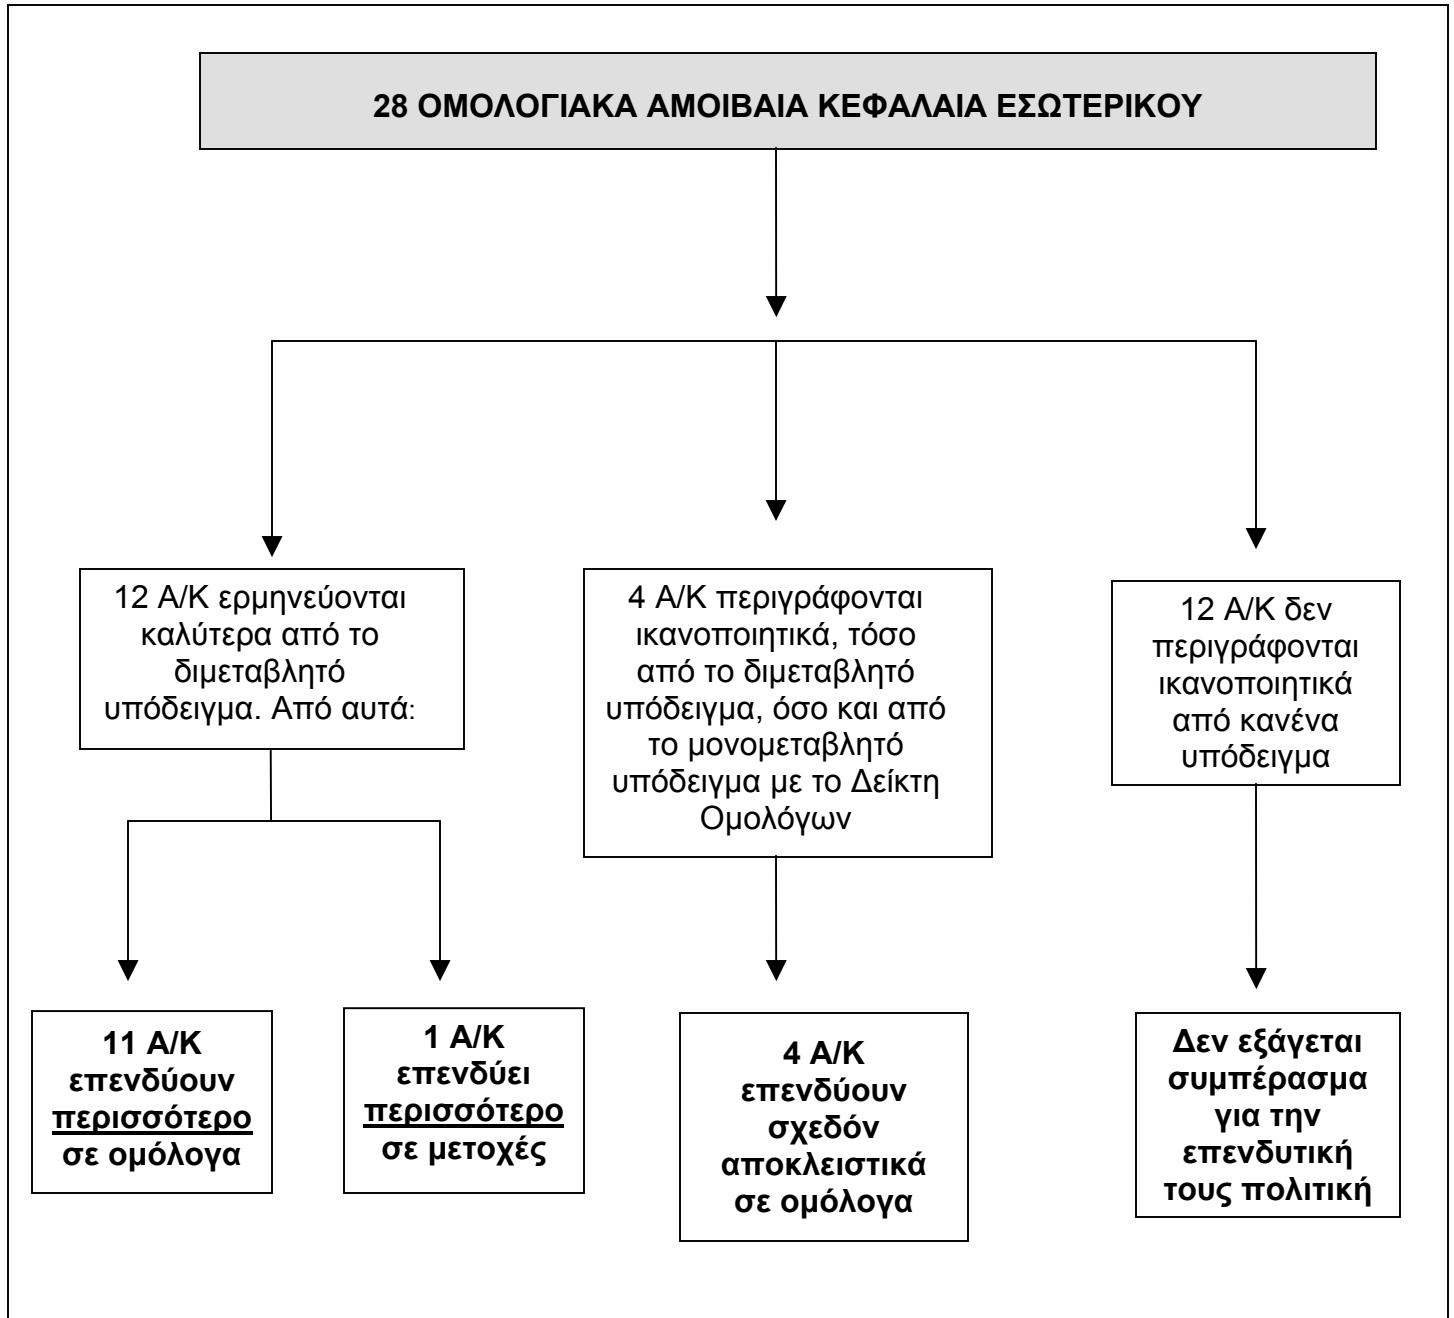 28 ΟΜΟΛΟΓΙΑΚΑ ΑΜΟΙΒΑΙΑ ΚΕΦΑΛΑΙΑ ΕΣΩΤΕΡΙΚΟΥ
12 Α/Κ ερμηνεύονται
καλύτερα από το
διμεταβλητό
υπόδειγμα. Από αυτά:
4 Α/Κ περιγράφονται
ικανοποιητικά, τόσο
από το διμεταβλητό
υπόδειγμα, όσο και από
το μονομεταβλητό
υπόδειγμα με το Δείκτη
Ομολόγων
12 Α/Κ δεν
περιγράφονται
ικανοποιητικά
από κανένα
υπόδειγμα
11 Α/Κ
επενδύουν
περισσότερο
σε ομόλογα
1 Α/Κ
επενδύει
περισσότερο
σε μετοχές
4 Α/Κ
επενδύουν
σχεδόν
αποκλειστικά
σε ομόλογα
Δεν εξάγεται
συμπέρασμα
για την
επενδυτική
τους πολιτική